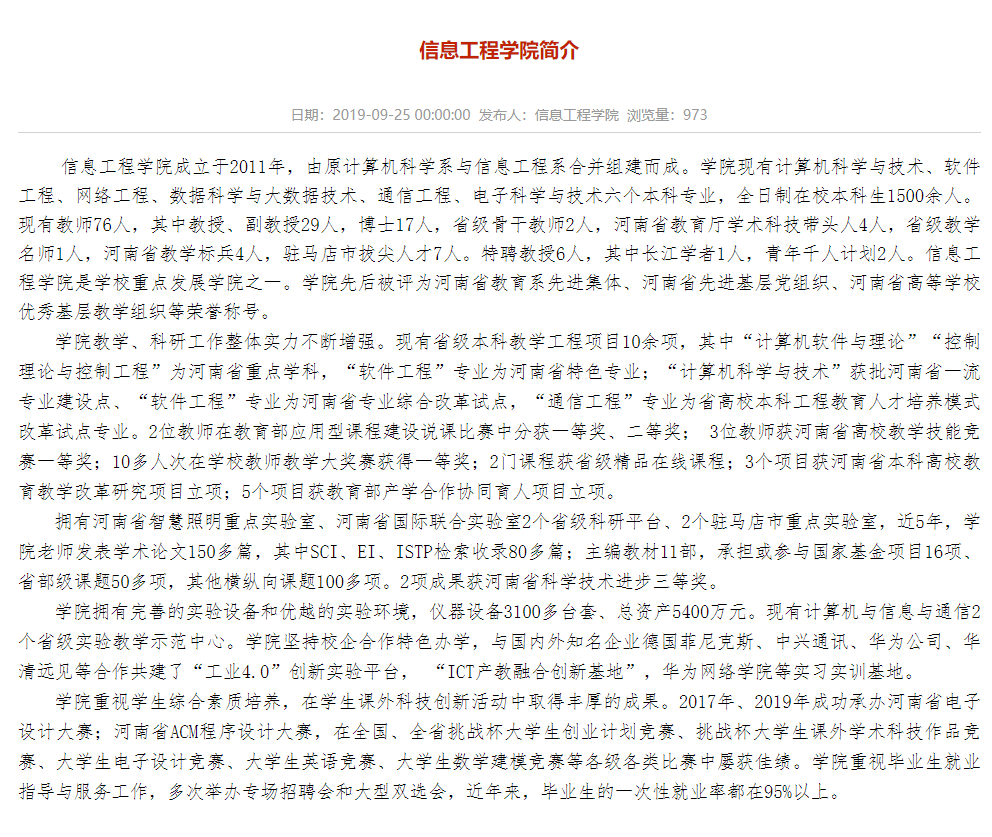 信息工程学院简介
日期：2019-09-25 00:00:00 发布人：信息工程学院 浏览量：973
信息工程学院成立于2011年，由原计算机科学系与信息工程系合并组建而成。学院现有计算机科学与技术、软件
工程、网络工程、数据科学与大数据技术、通信工程、电子科学与技术六个本科专业，全日制在校本科生1500余人。
现有教师76人，其中教授、副教授29人，博士17人，省级骨干教师2人，河南省教育厅学术科技带头人4人，省级教学
名师1人，河南省教学标兵4人，驻马店市拔尖人才7人。特聘教授6人，其中长江学者1人，青年千人计划2人。信息工
程学院是学校重点发展学院之一。学院先后被评为河南省教育系先进集体、河南省先进基层党组织、河南省高等学校
优秀基层教学组织等荣誉称号。
学院教学、科研工作整体实力不断增强。现有省级本科教学工程项目10余项，其中“计算机软件与理论”“控制
理论与控制工程”为河南省重点学科，“软件工程”专业为河南省特色专业；“计算机科学与技术”获批河南省一流
专业建设点、“软件工程”专业为河南省专业综合改革试点，“通信工程”专业为省高校本科工程教育人才培养模式
改革试点专业。2位教师在教育部应用型课程建设说课比赛中分获一等奖、二等奖； 3位教师获河南省高校教学技能竞
赛一等奖；10多人次在学校教师教学大奖赛获得一等奖；2门课程获省级精品在线课程；3个项目获河南省本科高校教
育教学改革研究项目立项；5个项目获教育部产学合作协同育人项目立项。
拥有河南省智慧照明重点实验室、河南省国际联合实验室2个省级科研平台、2个驻马店市重点实验室，近5年，学
院老师发表学术论文150多篇，其中SCI、EI、ISTP检索收录80多篇；主编教材11部，承担或参与国家基金项目16项、
省部级课题50多项，其他横纵向课题100多项。2项成果获河南省科学技术进步三等奖。
学院拥有完善的实验设备和优越的实验环境，仪器设备3100多台套、总资产5400万元。现有计算机与信息与通信2
个省级实验教学示范中心。学院坚持校企合作特色办学，与国内外知名企业德国菲尼克斯、中兴通讯、华为公司、华
清远见等合作共建了“工业4.0”创新实验平台， “ICT产教融合创新基地”，华为网络学院等实习实训基地。
学院重视学生综合素质培养，在学生课外科技创新活动中取得丰厚的成果。2017年、2019年成功承办河南省电子
设计大赛；河南省ACM程序设计大赛，在全国、全省挑战杯大学生创业计划竞赛、挑战杯大学生课外学术科技作品竞
赛、大学生电子设计竞赛、大学生英语竞赛、大学生数学建模竞赛等各级各类比赛中屡获佳绩。学院重视毕业生就业
指导与服务工作，多次举办专场招聘会和大型双选会，近年来，毕业生的一次性就业率都在95%以上。